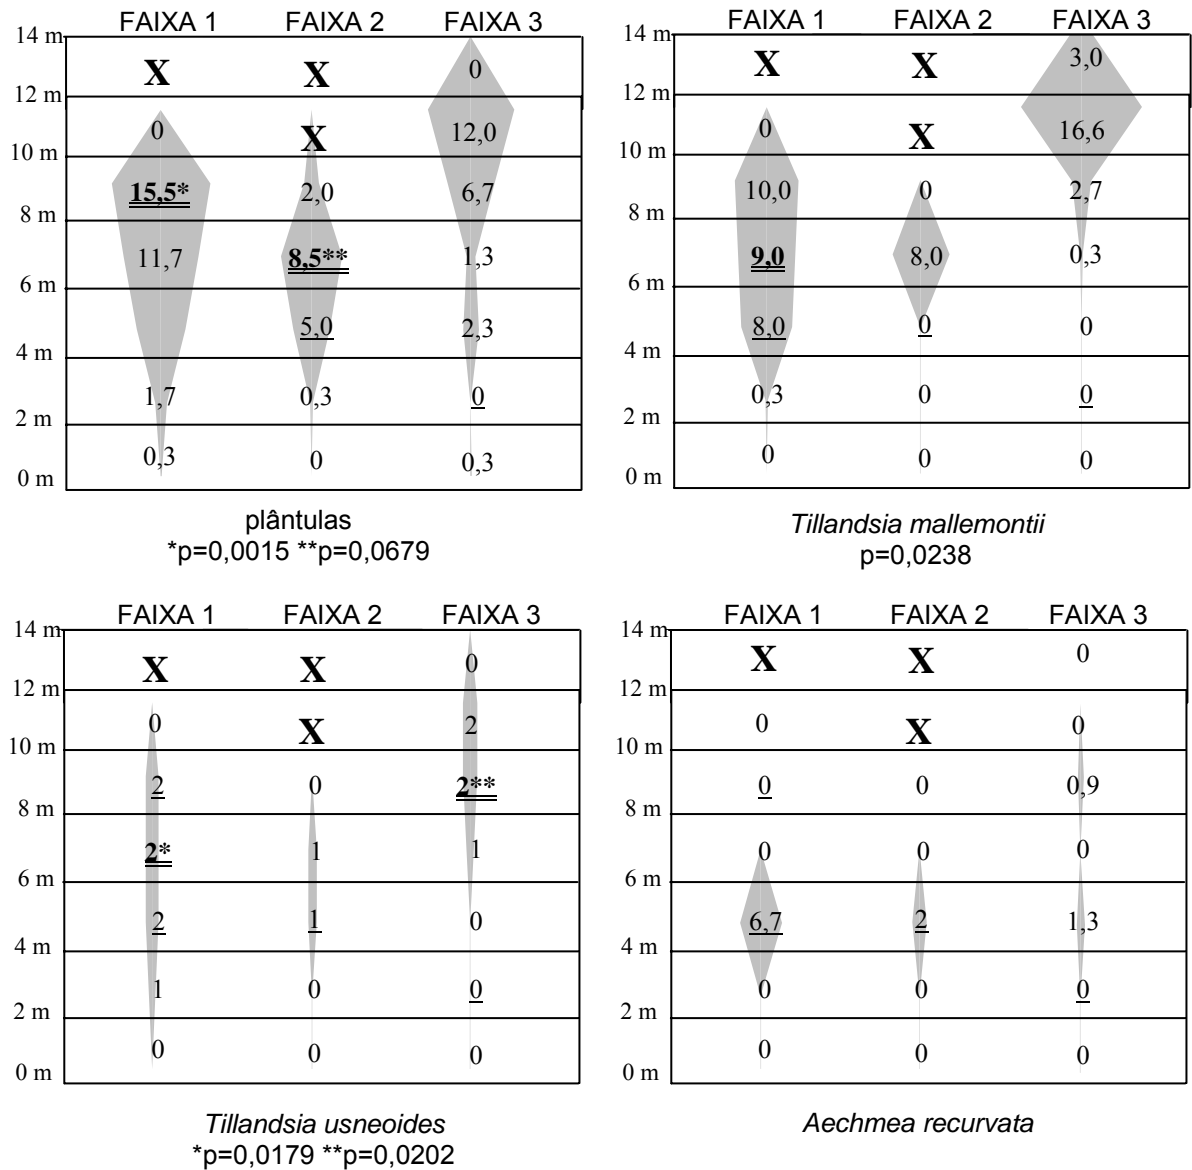 FAIXA 1 FAIXA 2 FAIXA 3
14 m
X X 0
12 m
0 X 12,0
10 m
15,5* 2,0 6,7
8 m
11,7 8,5** 1,3
6 m
5,0 2,3
4 m
1,7 0,3 0
2 m
0,3 0 0,3
0 m
plântulas
*p=0,0015 **p=0,0679
FAIXA 1 FAIXA 2 FAIXA 3
14 m
X X 3,0
12 m
0 X 16,6
10 m
10,0 0 2,7
8 m
9,0 8,0 0,3
6 m
8,0 0 0
4 m
0,3 0 0
2 m
0 0 0
0 m
Tillandsia mallemontii
p=0,0238
FAIXA 1 FAIXA 2 FAIXA 3
14 m
X X 0
12 m
0 X 2
10 m
2 0 2**
8 m
2* 1 1
6 m
2 1 0
4 m
1 0 0
2 m
0 0 0
0 m
Tillandsia usneoides
*p=0,0179 **p=0,0202
FAIXA 1 FAIXA 2 FAIXA 3
14 m
X X 0
12 m
0 X 0
10 m
0 0 0,9
8 m
0 0 0
6 m
6,7 2 1,3
4 m
0 0 0
2 m
0 0 0
0 m
Aechmea recurvata